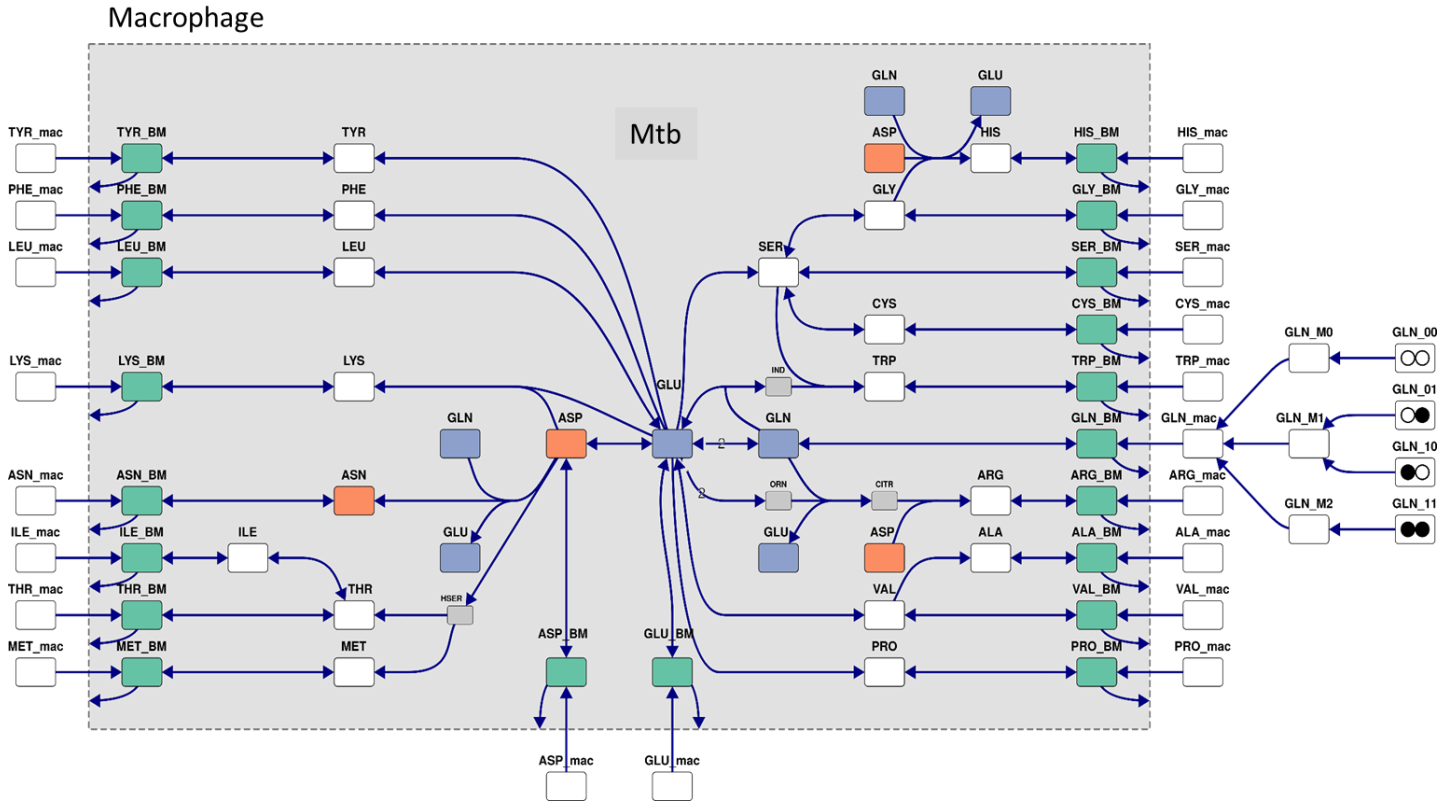 Macrophage
GLN GLU
TYR_mac TYR_BM TYR Mtb ASP HIS HIS_BM HIS_mac
PHE_mac PHE_BM PHE GLY GLY_BM GLY_mac
LEU_mac LEU_BM LEU SER SER_BM SER_mac
CYS CYS_BM CYS_mac
GLN_M0 GLN_00
LYS_mac LYS_BM LYS GLU IND TRP TRP_BM TRP_mac
GLN_01
GLN ASP GLN GLN_BM GLN_mac GLN_M1
2
GLN_10
ASN_mac ASN_BM ASN ORN CITR ARG ARG_BM ARG_mac
2
GLN_M2 GLN_11
ILE_mac ILE_BM ILE GLU GLU ASP ALA ALA_BM ALA_mac
THR_mac THR_BM THR HSER VAL VAL_BM VAL_mac
MET_mac MET_BM MET ASP_BM GLU_BM PRO PRO_BM PRO_mac
ASP_mac GLU_mac